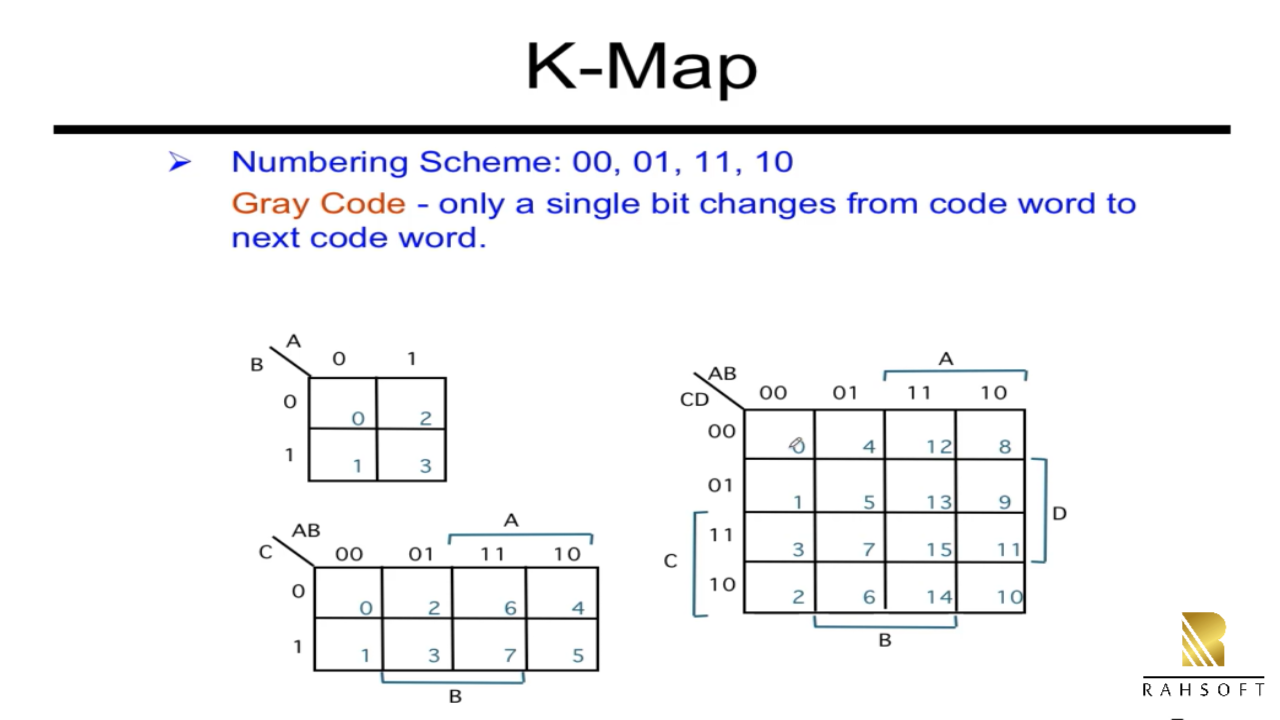 K-Map
➢ Numbering Scheme: 00, 01, 11, 10
Gray Code - only a single bit changes from code word to
next code word.
A
B 0 1
0 0 2
1 1 3
A
AB
C 00 01 11 10
0 0 2 6 4
1 1 3 7 5
B
A
AB
CD 00 01 11 10
00 0 4 12 8
01 1 5 13 9
D
11 3 7 15 11
C
10 2 6 14 10
B
RAHSOFT